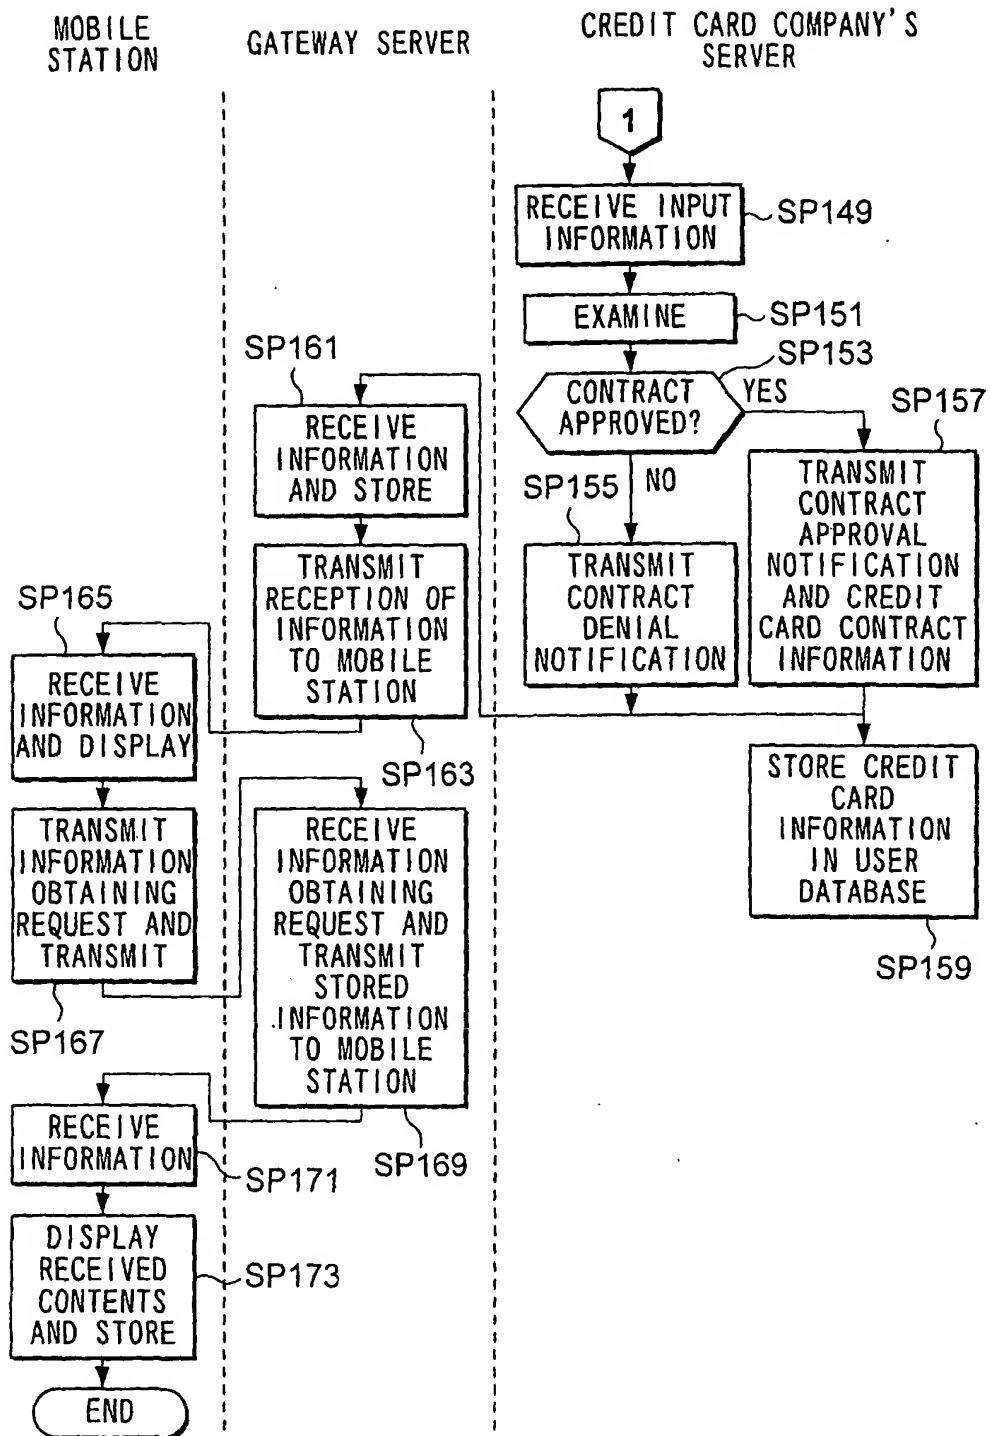 MOBILE
STATION
GATEWAY SERVER
CREDIT CARD COMPANY'S
SERVER
1
RECEIVE INPUT
INFORMATION
SP149
EXAMINE
SP151
SP153
CONTRACT
APPROVED?
YES
NO
SP157
TRANSMIT
CONTRACT
APPROVAL
NOTIFICATION
AND CREDIT
CARD CONTRACT
INFORMATION
SP155
TRANSMIT
CONTRACT
DENIAL
NOTIFICATION
STORE CREDIT
CARD
INFORMATION
IN USER
DATABASE
SP159
SP161
RECEIVE
INFORMATION
AND STORE
TRANSMIT
RECEPTION OF
INFORMATION
TO MOBILE
STATION
SP163
SP165
RECEIVE
INFORMATION
AND DISPLAY
TRANSMIT
INFORMATION
OBTAINING
REQUEST AND
TRANSMIT
SP167
RECEIVE
INFORMATION
OBTAINING
REQUEST AND
TRANSMIT
STORED
INFORMATION
TO MOBILE
STATION
SP169
RECEIVE
INFORMATION
SP171
DISPLAY
RECEIVED
CONTENTS
AND STORE
SP173
END